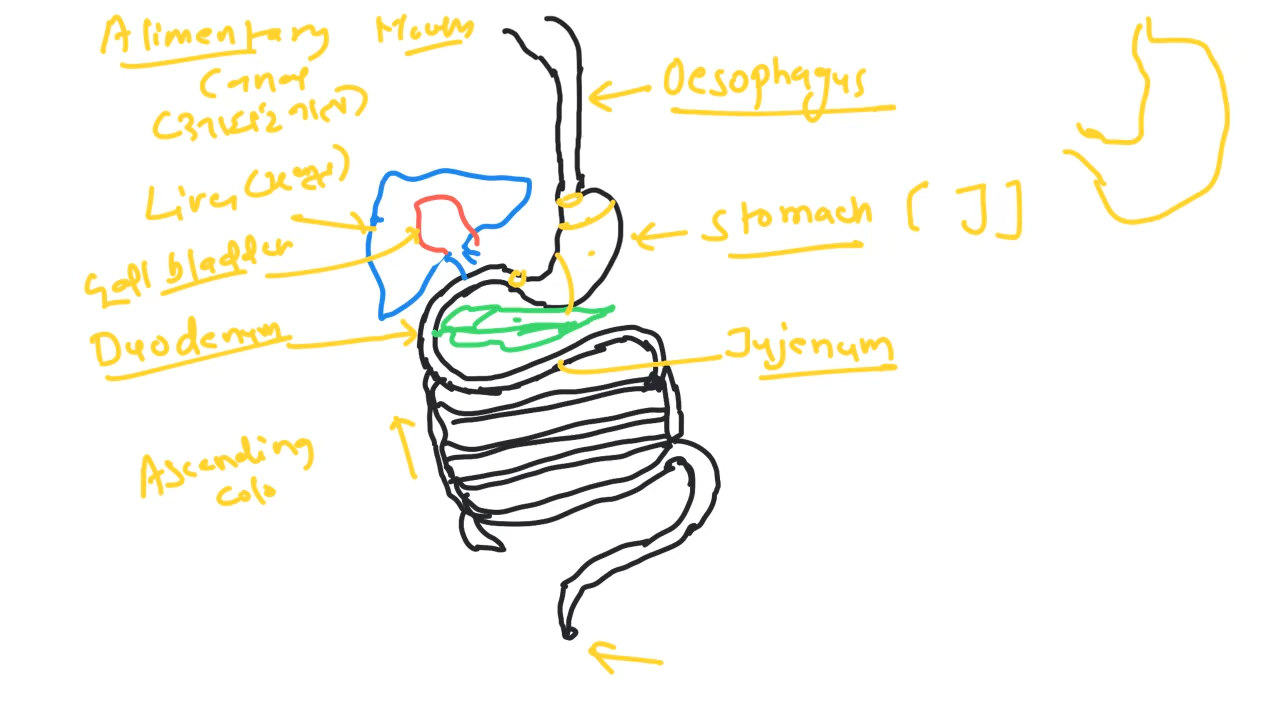 Alimentary
Canal
Mouth
Oesophagus
Liver
Stomach [ J ]
Gall bladder
Duodenum
Jujenum
Ascending
colo